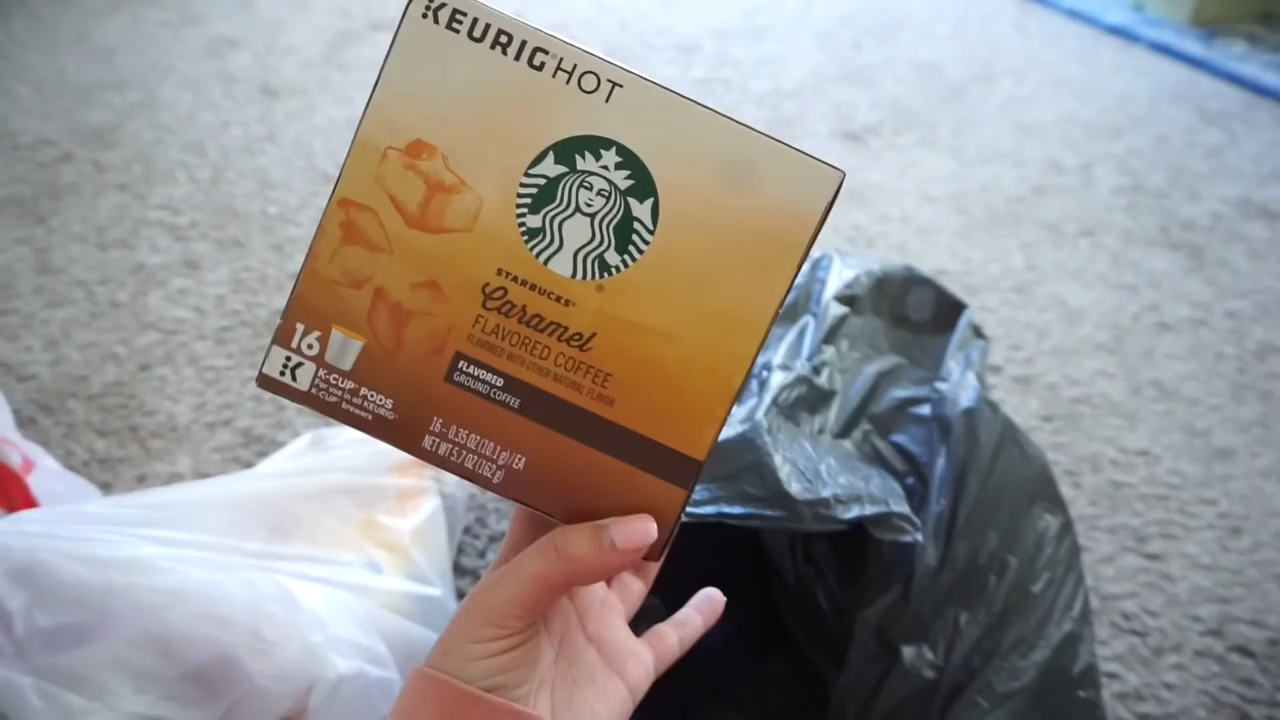 KEURIG® HOT
STARBUCKS®
Caramel
FLAVORED COFFEE
FLAVORED WITH OTHER NATURAL FLAVOR
FLAVORED
GROUND COFFEE
16
K-CUP® PODS
For use in all KEURIG®
K-CUP® brewers
16 – 0.35 OZ (10.1 g) / EA
NET WT 5.7 OZ (162 g)